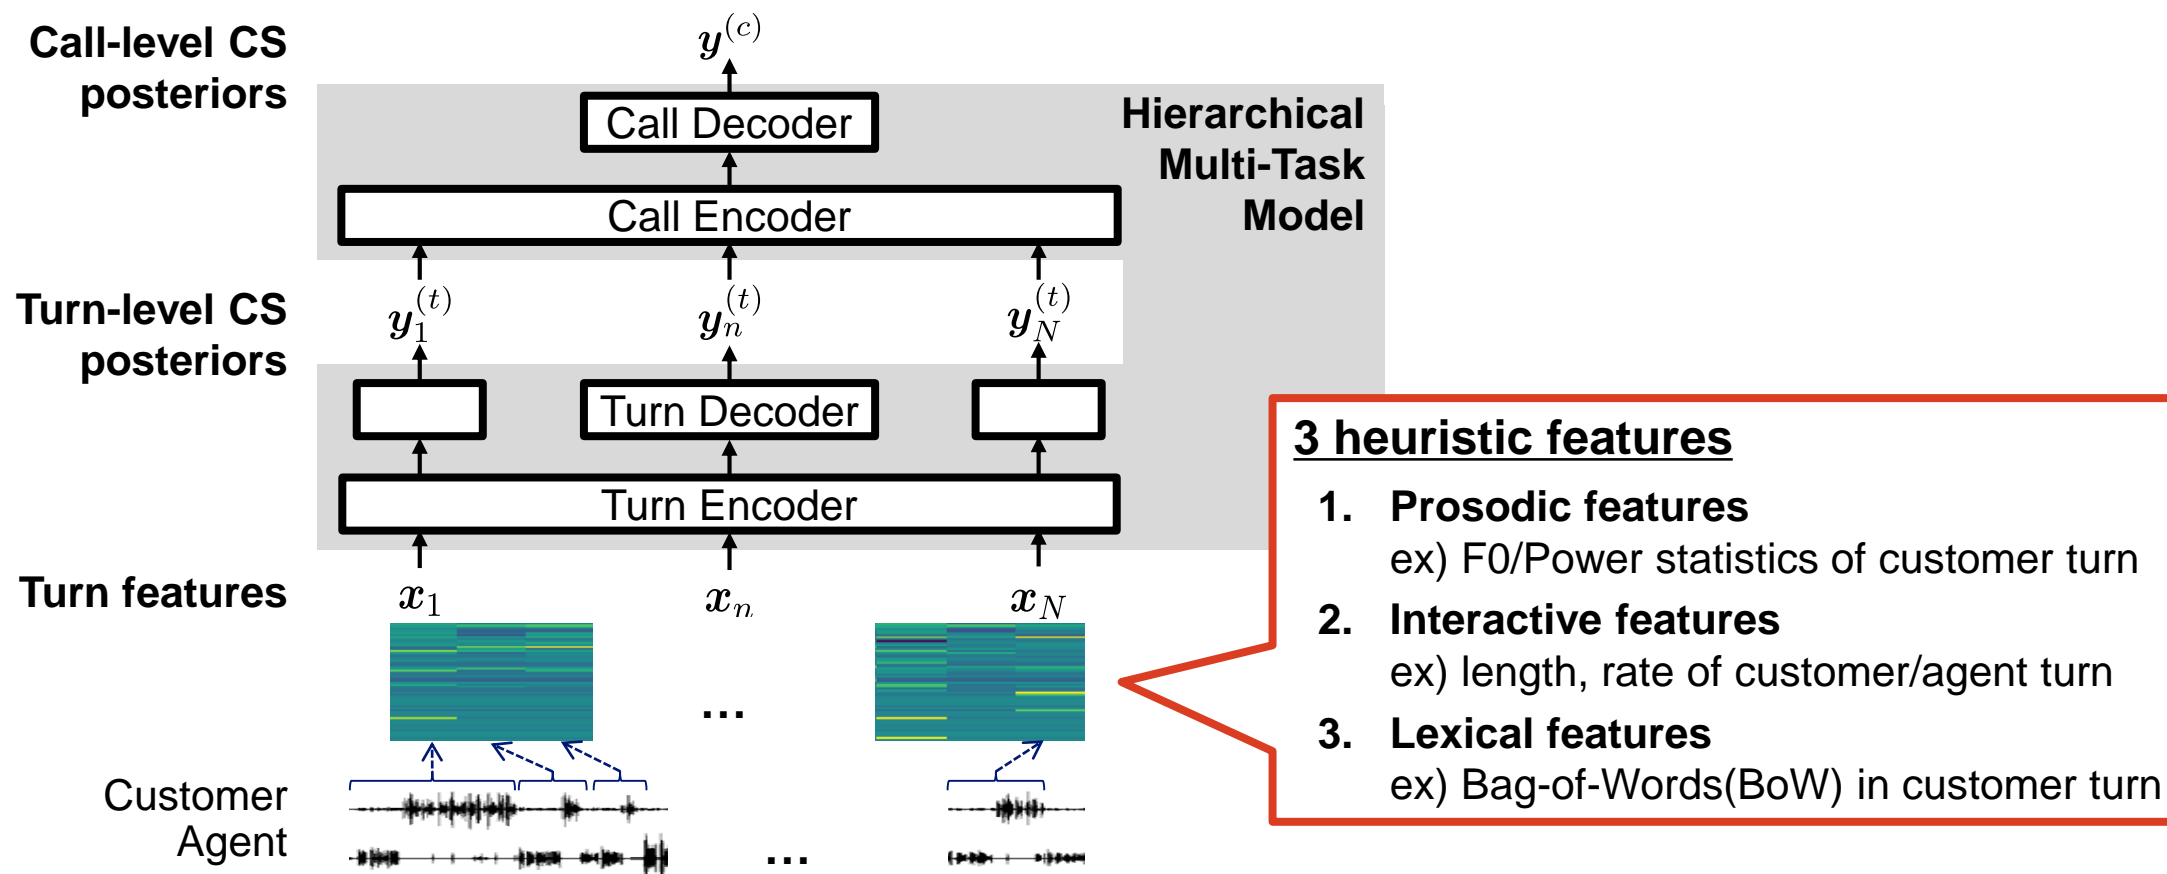 Call-level CS
posteriors
y^(c)
Call Decoder
Hierarchical
Multi-Task
Model
Call Encoder
Turn-level CS
posteriors
y_1^(t)
y_n^(t)
y_N^(t)
Turn Decoder
Turn Encoder
Turn features
x_1
x_n
x_N
...
Customer
Agent
...
3 heuristic features
1. Prosodic features
ex) F0/Power statistics of customer turn
2. Interactive features
ex) length, rate of customer/agent turn
3. Lexical features
ex) Bag-of-Words(BoW) in customer turn